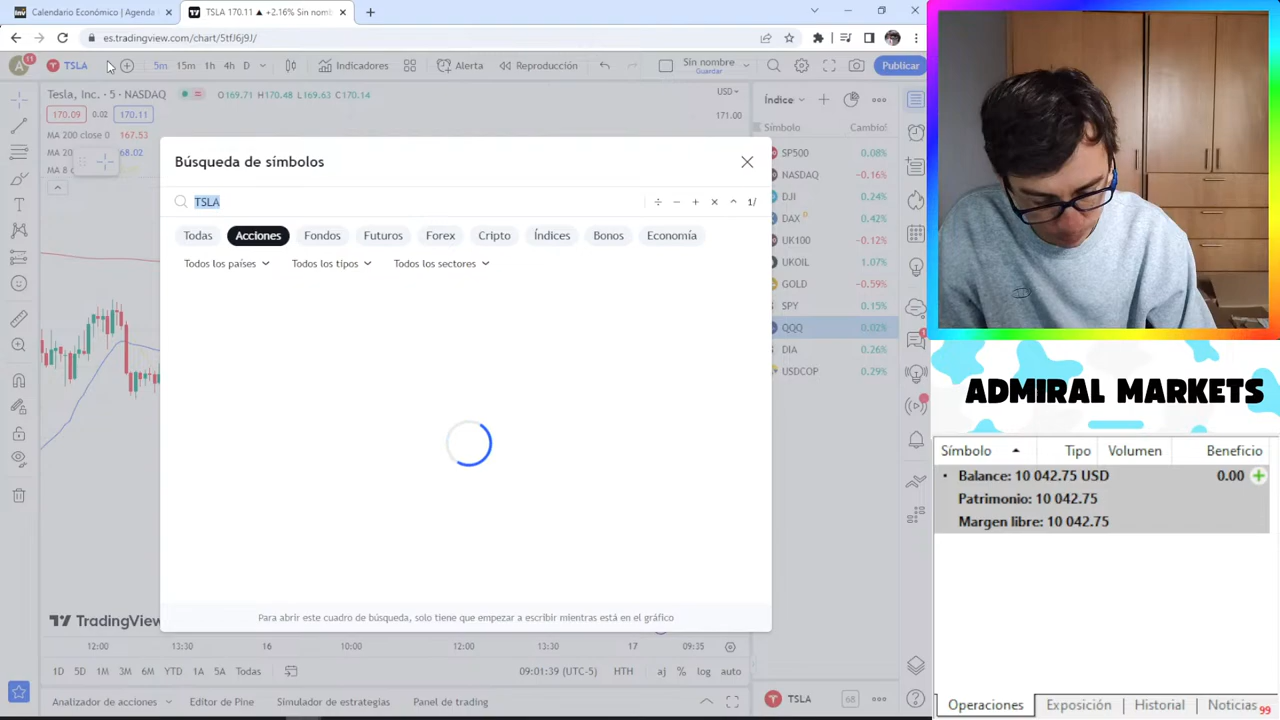 Calendario Económico | Agenda
TSLA 170.11 ▲ +2.16% Sin nomb
es.tradingview.com/chart/5tfJ6j9J/
A 11 TSLA 5m 15m 1h 4h D Indicadores Alerta Reproducción Sin nombre Guardar Publicar
Tesla, Inc. · 5 · NASDAQ O169.71 H170.48 L169.63 C170.14
USD
170.09 0.02 170.11
171.00
MA 200 close 0 167.53
MA 20 68.02
MA 8 c
Búsqueda de símbolos
TSLA
÷ − + × ^ 1/
Todas Acciones Fondos Futuros Forex Cripto Índices Bonos Economía
Todos los países Todos los tipos Todos los sectores
Para abrir este cuadro de búsqueda, solo tiene que empezar a escribir mientras está en el gráfico
TradingView
12:00 13:30 16 10:00 12:00 13:30 17 09:35
1D 5D 1M 3M 6M YTD 1A 5A Todas 09:01:39 (UTC-5) HTH aj % log auto
Analizador de acciones Editor de Pine Simulador de estrategias Panel de trading
Índice
Símbolo Cambio%
SP500 0.08%
NASDAQ −0.16%
DJI 0.24%
DAX D 0.42%
UK100 −0.12%
UKOIL 1.07%
GOLD −0.59%
SPY 0.15%
QQQ 0.02%
DIA 0.26%
USDCOP 0.29%
TSLA 68
ADMIRAL MARKETS
Símbolo Tipo Volumen Beneficio
Balance: 10 042.75 USD 0.00
Patrimonio: 10 042.75
Margen libre: 10 042.75
Operaciones Exposición Historial Noticias 99